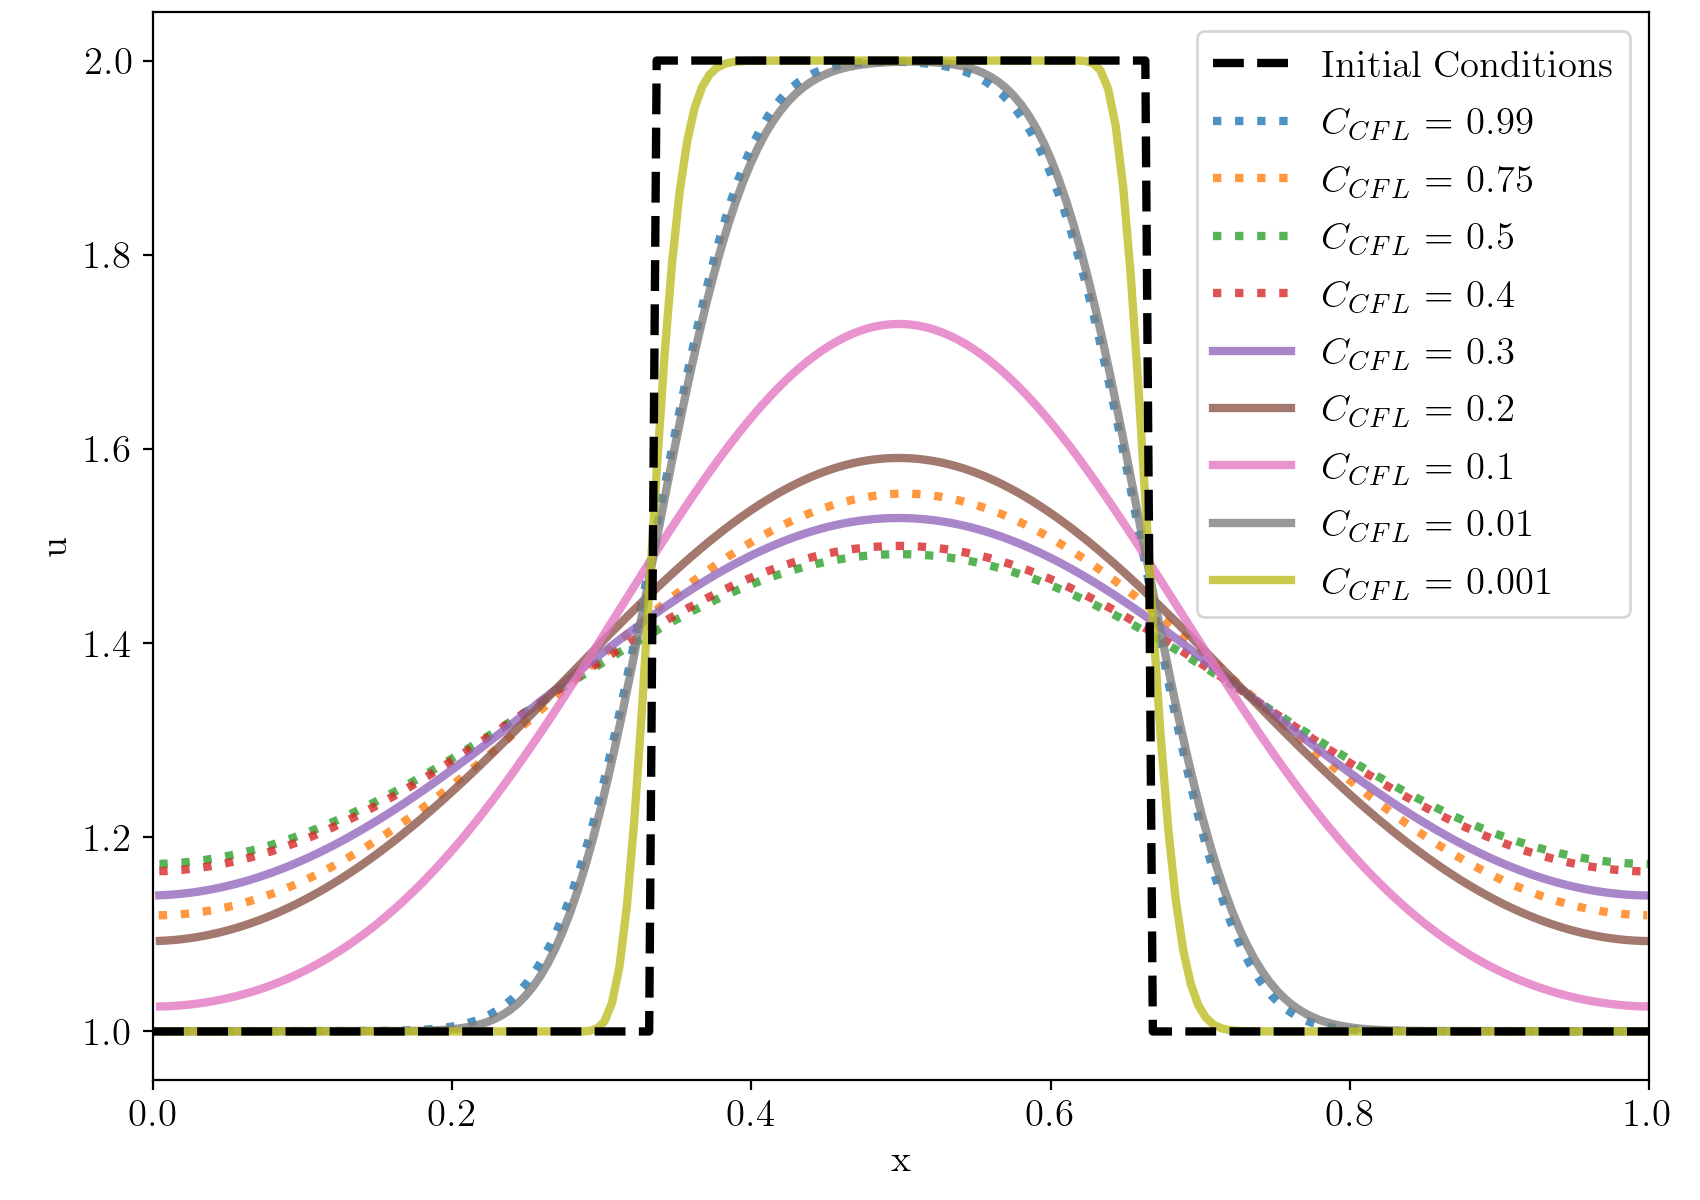 2.0
1.8
1.6
1.4
1.2
1.0
u
0.0 0.2 0.4 0.6 0.8 1.0
x
Initial Conditions
C_CFL = 0.99
C_CFL = 0.75
C_CFL = 0.5
C_CFL = 0.4
C_CFL = 0.3
C_CFL = 0.2
C_CFL = 0.1
C_CFL = 0.01
C_CFL = 0.001